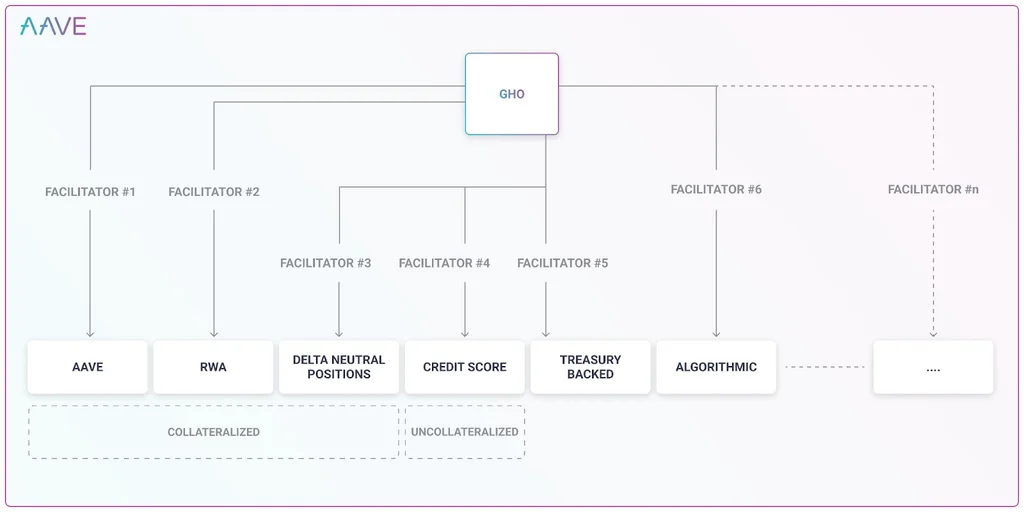 AAVE
GHO
FACILITATOR #1
FACILITATOR #2
FACILITATOR #6
FACILITATOR #n
FACILITATOR #3
FACILITATOR #4
FACILITATOR #5
AAVE
RWA
DELTA NEUTRAL
POSITIONS
CREDIT SCORE
TREASURY
BACKED
ALGORITHMIC
....
COLLATERALIZED
UNCOLLATERALIZED